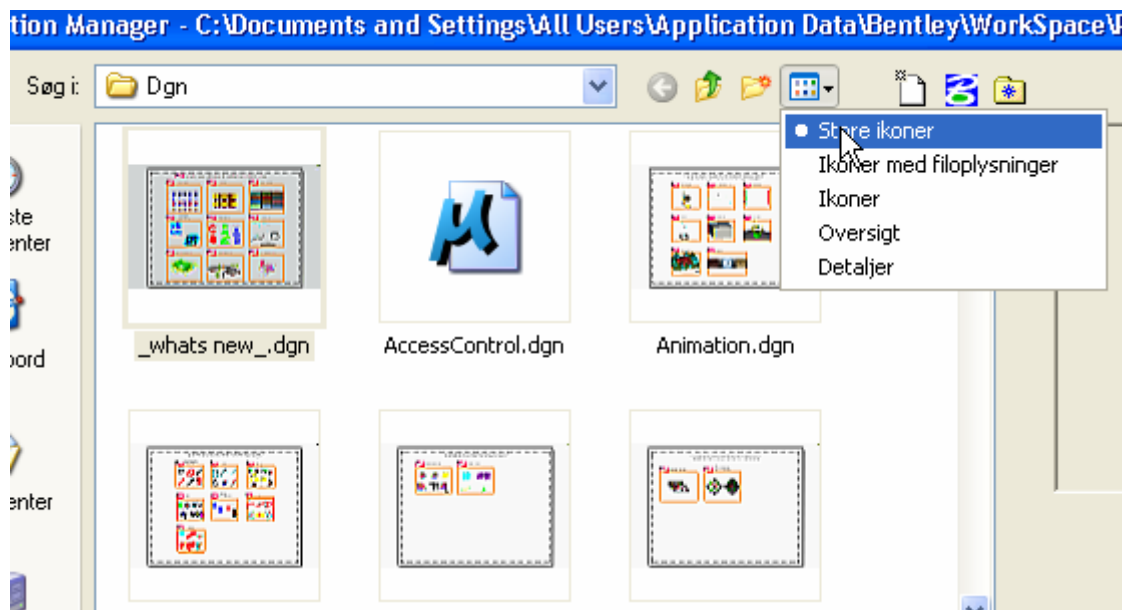 tion Manager - C:\Documents and Settings\All Users\Application Data\Bentley\WorkSpace\
Søg i:
Dgn
Store ikoner
Ikoner med filoplysninger
Ikoner
Oversigt
Detaljer
ste
enter
_whats new_.dgn
AccessControl.dgn
Animation.dgn
bord
enter